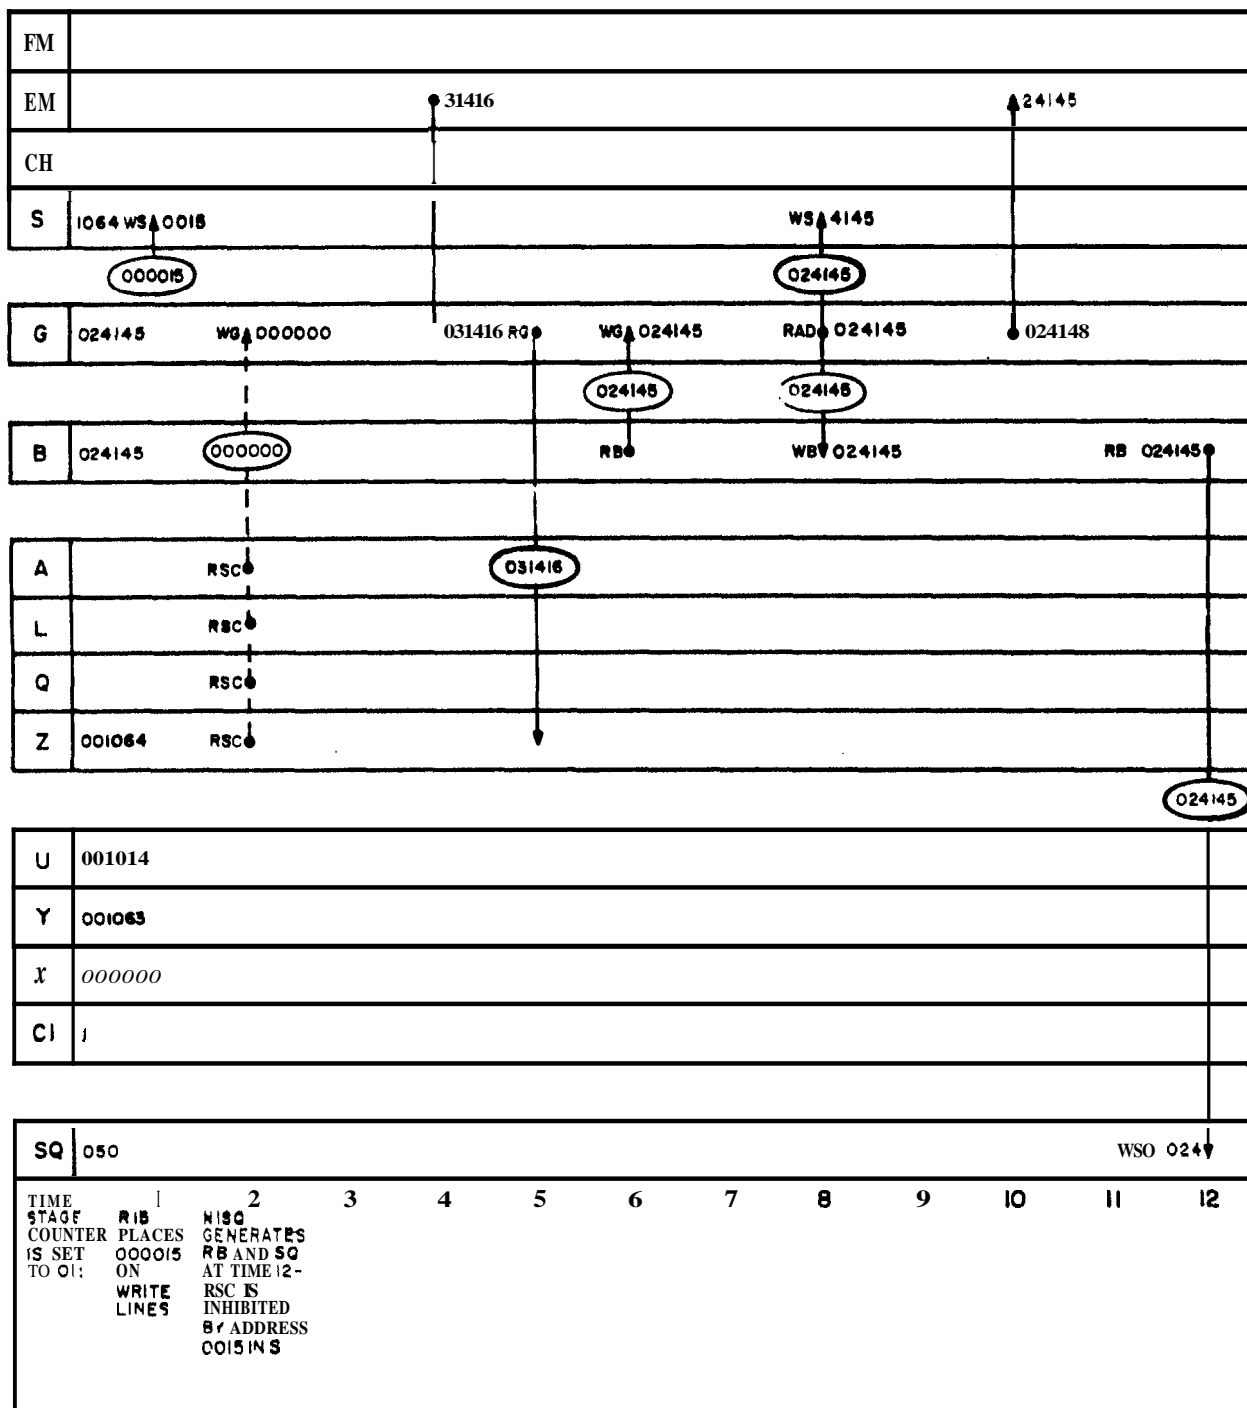 FM
EM 31416 24145
CH
S 1064 WS 0015 WS 4145
000015 024145
G 024145 WG 000000 031416 RG WG 024145 RAD 024145 024148
024145 024145
B 024145 000000 RB WB 024145 RB 024145
A RSC 031416
L RSC
Q RSC
Z 001064 RSC
024145
U 001014
Y 001063
X 000000
CI 1
SQ 050 WSO 024
TIME 1 2 3 4 5 6 7 8 9 10 11 12
STAGE R1B NISQ
COUNTER PLACES GENERATES
IS SET 000015 RB AND SQ
TO 01: ON AT TIME 12-
WRITE RSC IS
LINES INHIBITED
BY ADDRESS
0015 IN S